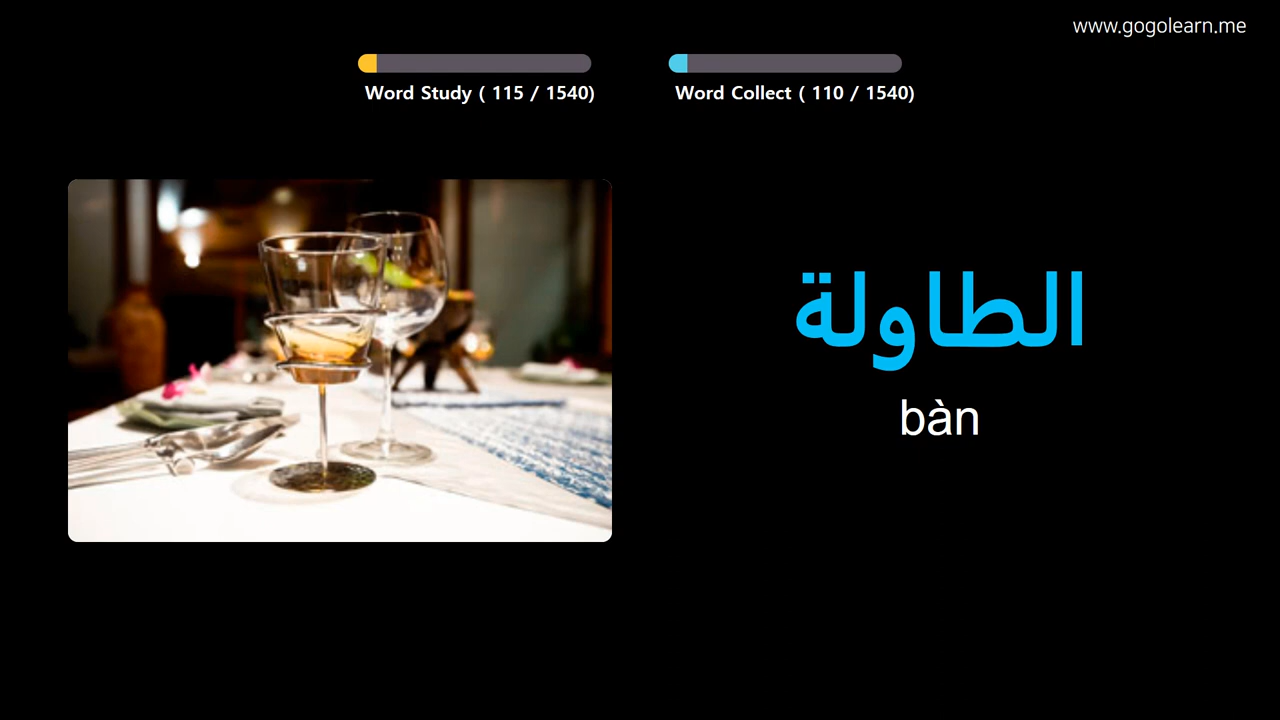 www.gogolearn.me
Word Study ( 115 / 1540)
Word Collect ( 110 / 1540)
الطاولة
bàn